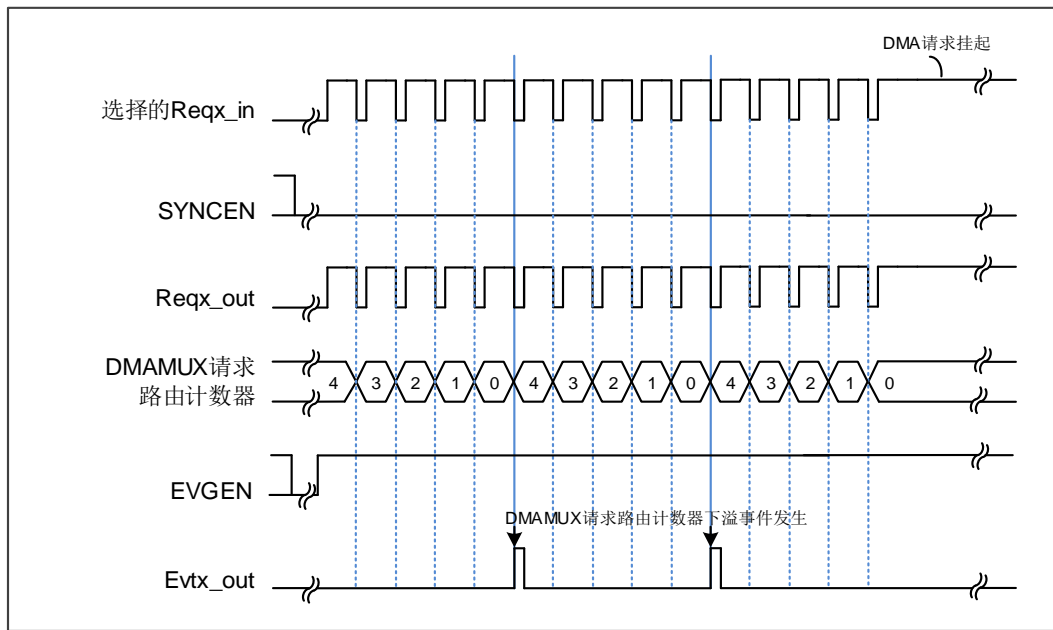 DMA请求挂起
选择的Reqx_in
SYNCEN
Reqx_out
DMAMUX请求
路由计数器
4 3 2 1 0 4 3 2 1 0 4 3 2 1 0
EVGEN
DMAMUX请求路由计数器下溢事件发生
Evtx_out